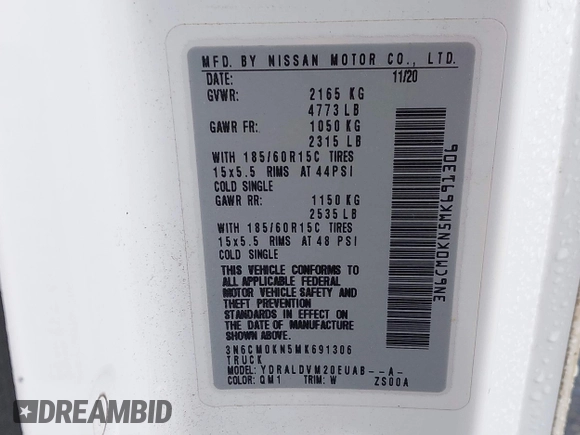 MFD. BY NISSAN MOTOR CO., LTD.
DATE: 11/20
GVWR: 2165 KG
4773 LB
GAWR FR: 1050 KG
2315 LB
WITH 185/60R15C TIRES
15x5.5 RIMS AT 44PSI
COLD SINGLE
GAWR RR: 1150 KG
2535 LB
WITH 185/60R15C TIRES
15x5.5 RIMS AT 48 PSI
COLD SINGLE
THIS VEHICLE CONFORMS TO
ALL APPLICABLE FEDERAL
MOTOR VEHICLE SAFETY AND
THEFT PREVENTION
STANDARDS IN EFFECT ON
THE DATE OF MANUFACTURE
SHOWN ABOVE.
3N6CM0KN5MK691306
TRUCK
MODEL: YDRALDVM20EUAB--A-
COLOR: QM1 TRIM: W ZS00A
3N6CM0KN5MK691306
DREAMBID